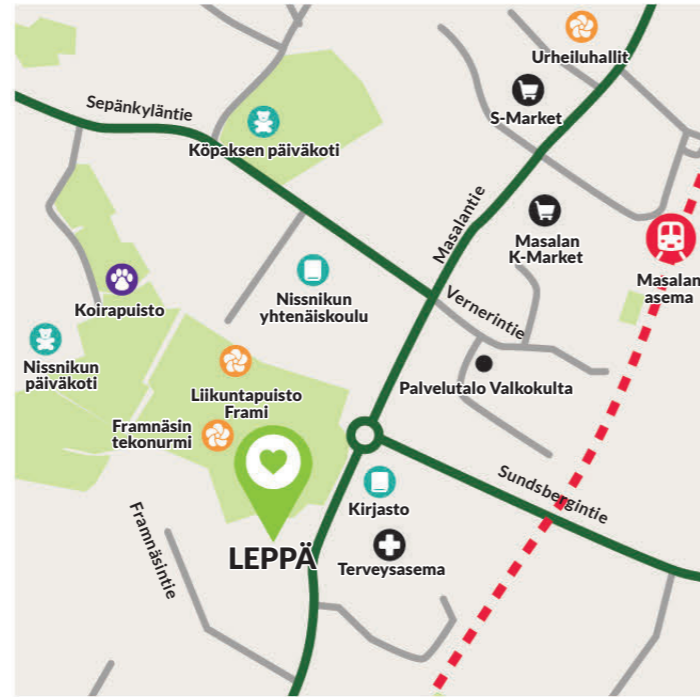 Urheiluhallit
S-Market
Sepänkyläntie
Köpaksen päiväkoti
Masalantie
Masalan
K-Market
Masalan
asema
Koirapuisto
Nissnikun
yhtenäiskoulu
Vernerintie
Nissnikun
päiväkoti
Liikuntapuisto
Frami
Palvelutalo Valkokulta
Framnäsin
tekonurmi
Kirjasto
Sundsbergintie
Framnäsintie
LEPPÄ
Terveysasema